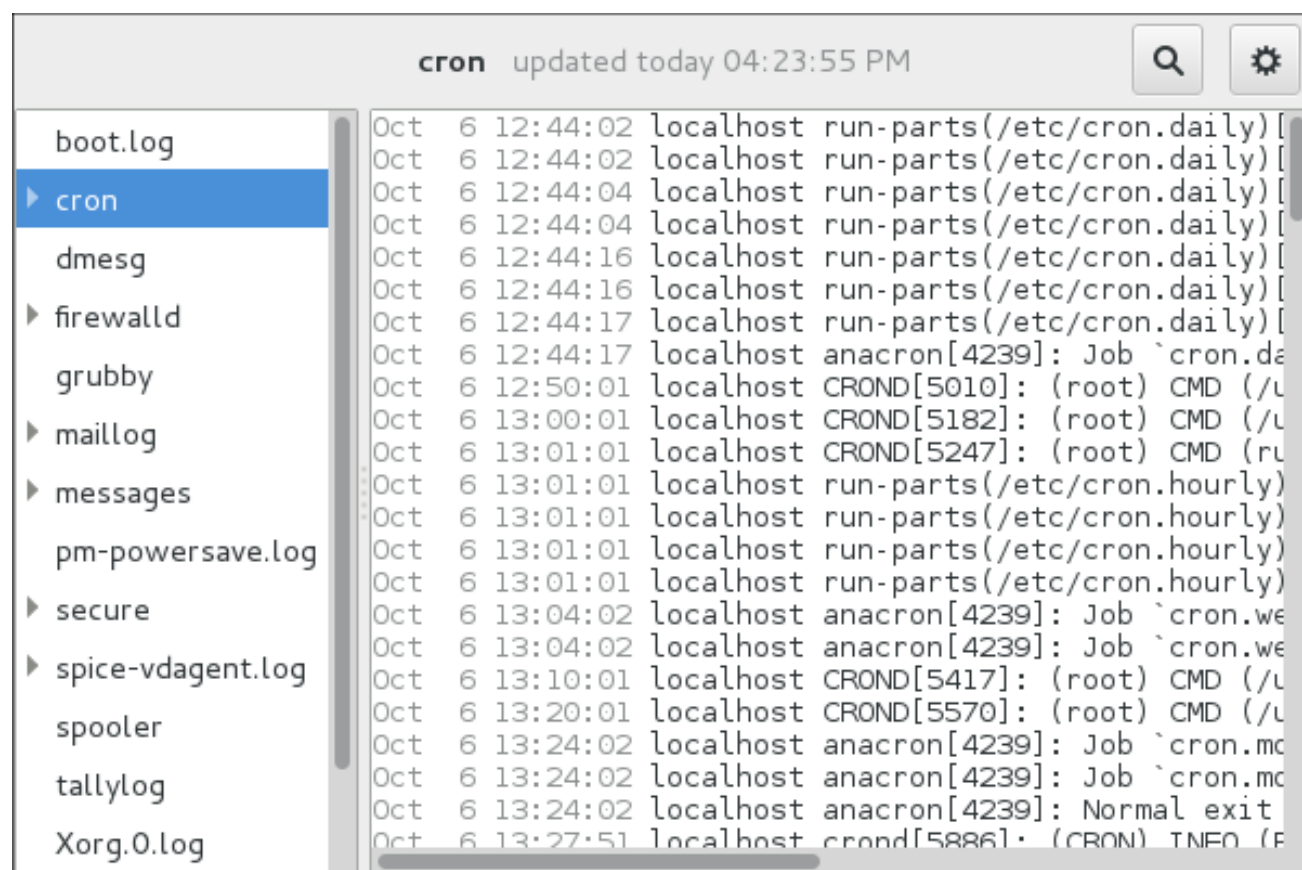 cron updated today 04:23:55 PM
boot.log
cron
dmesg
firewalld
grubby
maillog
messages
pm-powersave.log
secure
spice-vdagent.log
spooler
tallylog
Xorg.0.log
Oct 6 12:44:02 localhost run-parts(/etc/cron.daily)[
Oct 6 12:44:02 localhost run-parts(/etc/cron.daily)[
Oct 6 12:44:04 localhost run-parts(/etc/cron.daily)[
Oct 6 12:44:04 localhost run-parts(/etc/cron.daily)[
Oct 6 12:44:16 localhost run-parts(/etc/cron.daily)[
Oct 6 12:44:16 localhost run-parts(/etc/cron.daily)[
Oct 6 12:44:17 localhost run-parts(/etc/cron.daily)[
Oct 6 12:44:17 localhost anacron[4239]: Job `cron.da
Oct 6 12:50:01 localhost CROND[5010]: (root) CMD (/u
Oct 6 13:00:01 localhost CROND[5182]: (root) CMD (/u
Oct 6 13:01:01 localhost CROND[5247]: (root) CMD (ru
Oct 6 13:01:01 localhost run-parts(/etc/cron.hourly)
Oct 6 13:01:01 localhost run-parts(/etc/cron.hourly)
Oct 6 13:01:01 localhost run-parts(/etc/cron.hourly)
Oct 6 13:01:01 localhost run-parts(/etc/cron.hourly)
Oct 6 13:04:02 localhost anacron[4239]: Job `cron.we
Oct 6 13:04:02 localhost anacron[4239]: Job `cron.we
Oct 6 13:10:01 localhost CROND[5417]: (root) CMD (/u
Oct 6 13:20:01 localhost CROND[5570]: (root) CMD (/u
Oct 6 13:24:02 localhost anacron[4239]: Job `cron.mo
Oct 6 13:24:02 localhost anacron[4239]: Job `cron.mo
Oct 6 13:24:02 localhost anacron[4239]: Normal exit
Oct 6 13:27:51 localhost crond[5886]: (CRON) INFO (